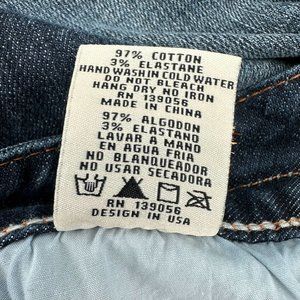 97% COTTON
3% ELASTANE
HAND WASH IN COLD WATER
DO NOT BLEACH
HANG DRY NO IRON
RN 139056
MADE IN CHINA
97% ALGODON
3% ELASTANO
LAVAR A MANO
EN AGUA FRIA
NO BLANQUEADOR
NO USAR SECADORA
RN 139056
DESIGN IN USA